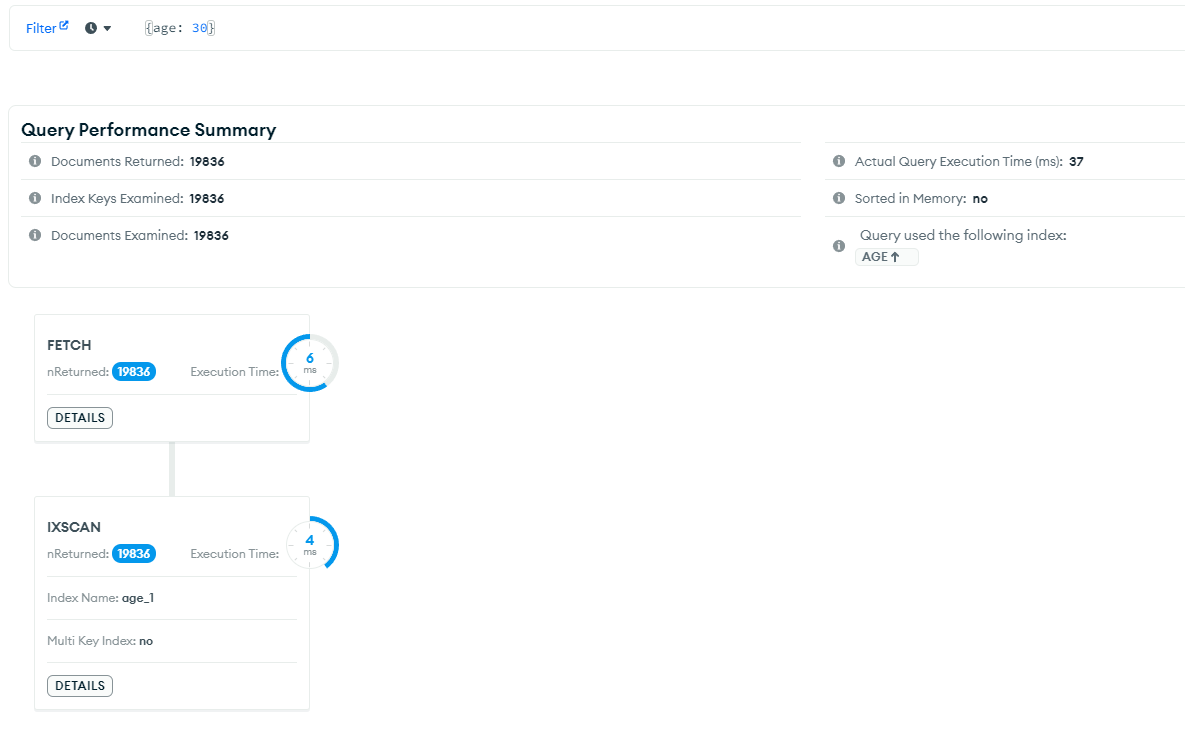 Filter {age: 30}
Query Performance Summary
Documents Returned: 19836
Index Keys Examined: 19836
Documents Examined: 19836
Actual Query Execution Time (ms): 37
Sorted in Memory: no
Query used the following index:
AGE↑
FETCH
nReturned: 19836 Execution Time: 6 ms
DETAILS
IXSCAN
nReturned: 19836 Execution Time: 4 ms
Index Name: age_1
Multi Key Index: no
DETAILS